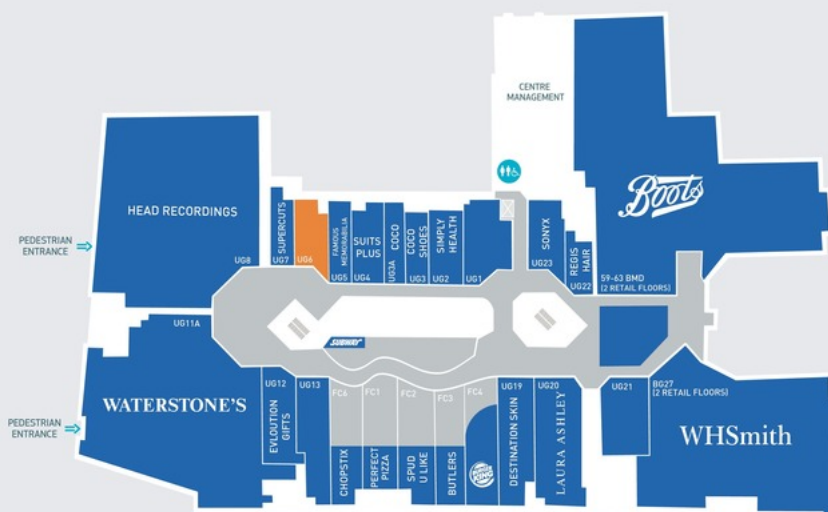 CENTRE
MANAGEMENT
Boots
HEAD RECORDINGS
PEDESTRIAN
ENTRANCE
UG8
SUPERCUTS
UG7
UG6
FAMOUS
MEMORABILIA
UG5
SUITS
PLUS
UG4
COCO
UG3A
COCO
SHOES
UG3
SIMPLY
HEALTH
UG2
UG1
SONYX
UG23
REGIS
HAIR
UG22
59-63 BMD
(2 RETAIL FLOORS)
UG11A
SUBWAY
WATERSTONE'S
PEDESTRIAN
ENTRANCE
UG12
EVLOUTION
GIFTS
UG13
FC6
CHOPSTIX
FC1
PERFECT
PIZZA
FC2
SPUD
U LIKE
FC3
BUTLERS
FC4
BURGER
KING
UG19
DESTINATION SKIN
UG20
LAURA ASHLEY
UG21
BG27
(2 RETAIL FLOORS)
WHSmith